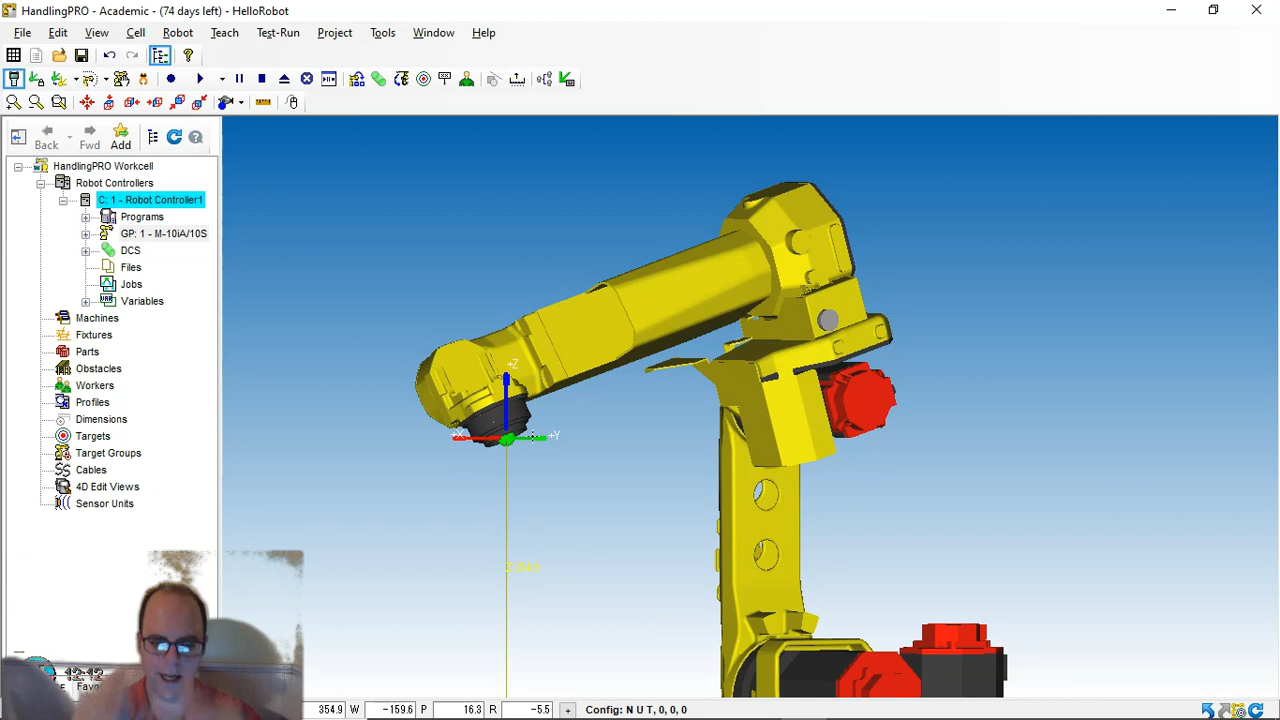 HandlingPRO - Academic - (74 days left) - HelloRobot
File Edit View Cell Robot Teach Test-Run Project Tools Window Help
Back Fwd Add
HandlingPRO Workcell
Robot Controllers
C: 1 - Robot Controller1
Programs
GP: 1 - M-10iA/10S
DCS
Files
Jobs
Variables
Machines
Fixtures
Parts
Obstacles
Workers
Profiles
Dimensions
Targets
Target Groups
Cables
4D Edit Views
Sensor Units
+Z
+X
+Y
354.9 W -159.6 P 16.3 R -5.5 + Config: N U T, 0, 0, 0